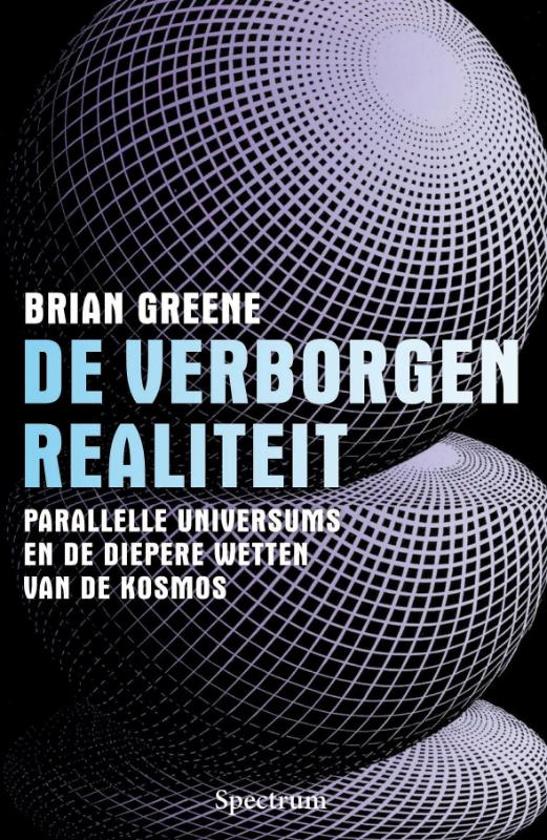 BRIAN GREENE
DE VERBORGEN
REALITEIT
PARALLELLE UNIVERSUMS
EN DE DIEPERE WETTEN
VAN DE KOSMOS
Spectrum